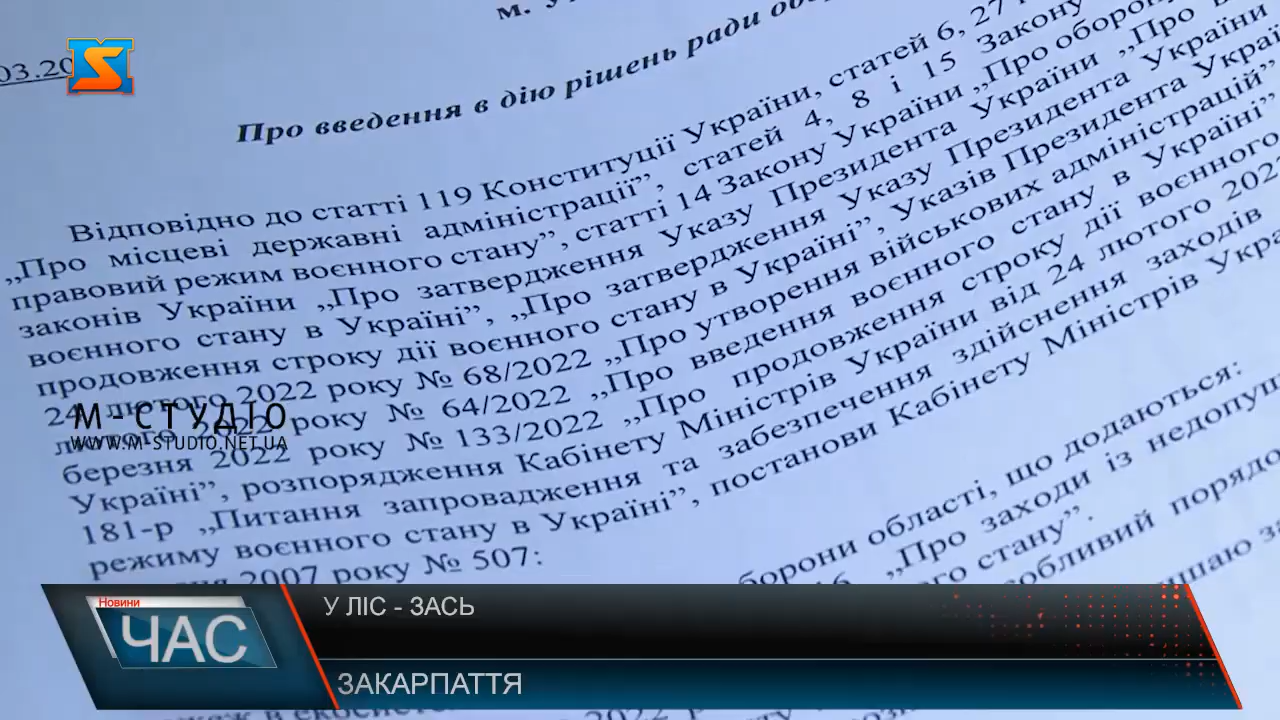 м.
03.20
Про введення в дію рішень ради
Відповідно до статті 119 Конституції України, статей 6, 27
„Про місцеві державні адміністрації”, статей 4, 8 і 15 Закону
правовий режим воєнного стану”, статті 14 Закону України „Про оборону
законів України „Про затвердження Указу Президента України „Про
воєнного стану в Україні”, „Про затвердження Указу Президента України
продовження строку дії воєнного стану в Україні”, Указів Президента
24 лютого 2022 року № 68/2022 „Про утворення військових адміністрацій”
лютого 2022 року № 64/2022 „Про введення воєнного стану в Україні”
березня 2022 року № 133/2022 „Про продовження строку дії воєнного
Україні”, розпорядження Кабінету Міністрів України від 24 лютого 202
181-р „Питання запровадження та забезпечення здійснення заходів
режиму воєнного стану в Україні”, постанови Кабінету Міністрів
2007 року № 507:
оборони області, що додаються:
„Про заходи із
стану”.
М-СТУДІО
WWW.M-STUDIO.NET.UA
Новини
ЧАС
У ЛІС - ЗАСЬ
ЗАКАРПАТТЯ